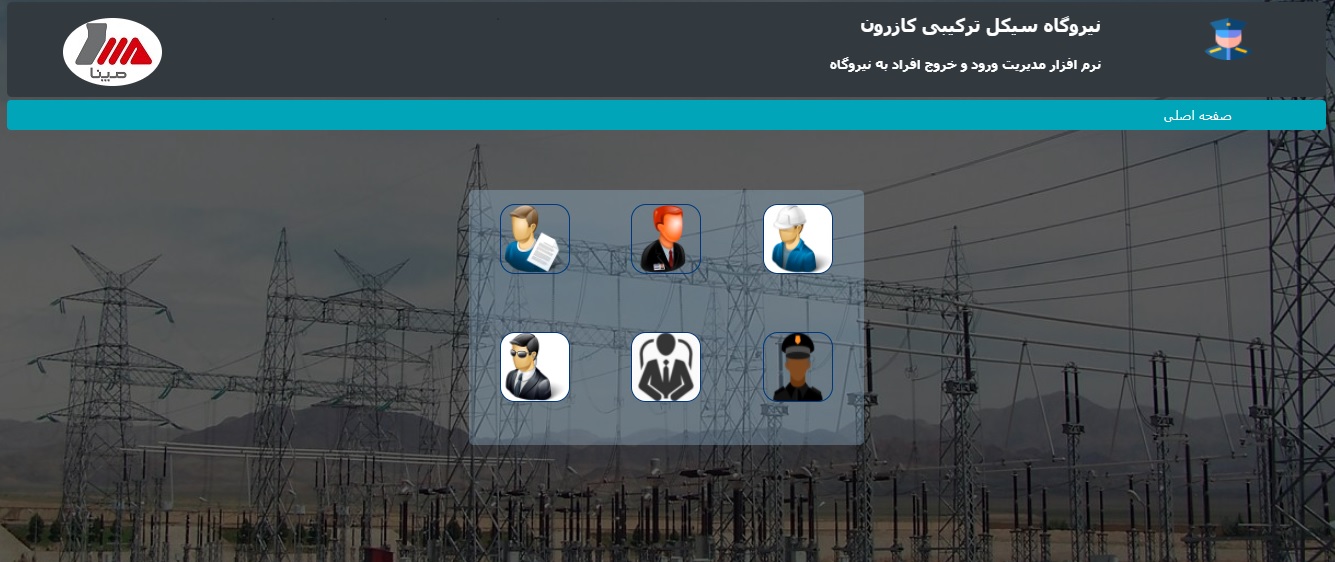 نیروگاه سیکل ترکیبی کازرون
نرم افزار مدیریت ورود و خروج افراد به نیروگاه
مپنا
صفحه اصلی